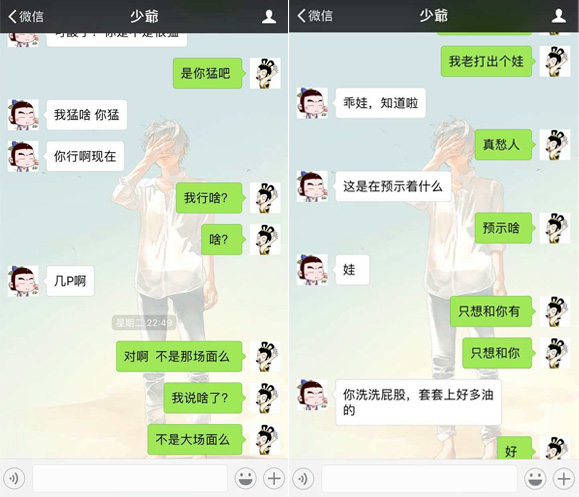 微信
少爺
可酸了！你是不是很猛
是你猛吧
我猛啥 你猛
你行啊现在
我行啥?
啥?
几P啊
星期二 22:49
对啊 不是那场面么
我说啥了?
不是大场面么
微信
少爺
我老打出个娃
乖娃，知道啦
真愁人
这是在预示着什么
预示啥
娃
只想和你有
只想和你
你洗洗屁股，套套上好多油
的
好